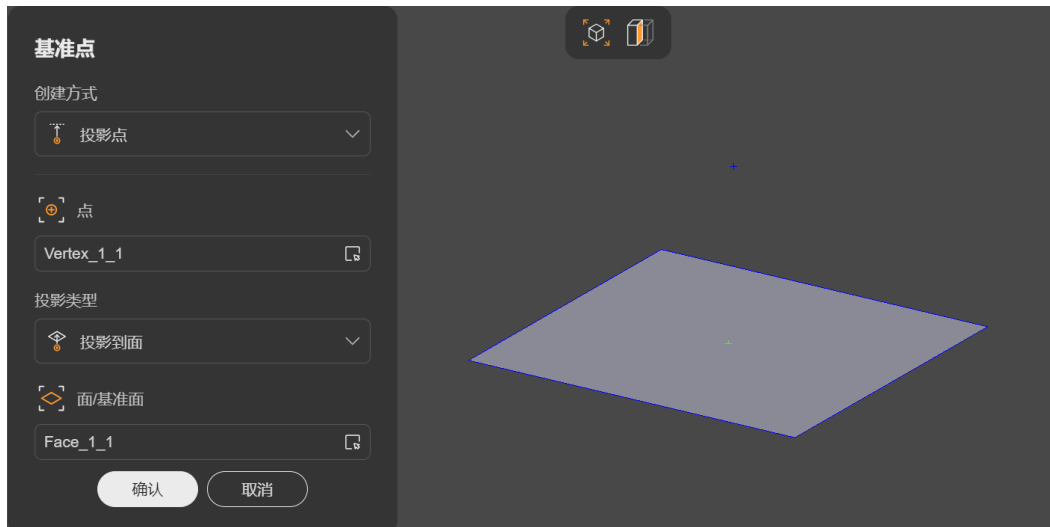 基准点
创建方式
投影点
点
Vertex_1_1
投影类型
投影到面
面/基准面
Face_1_1
确认
取消